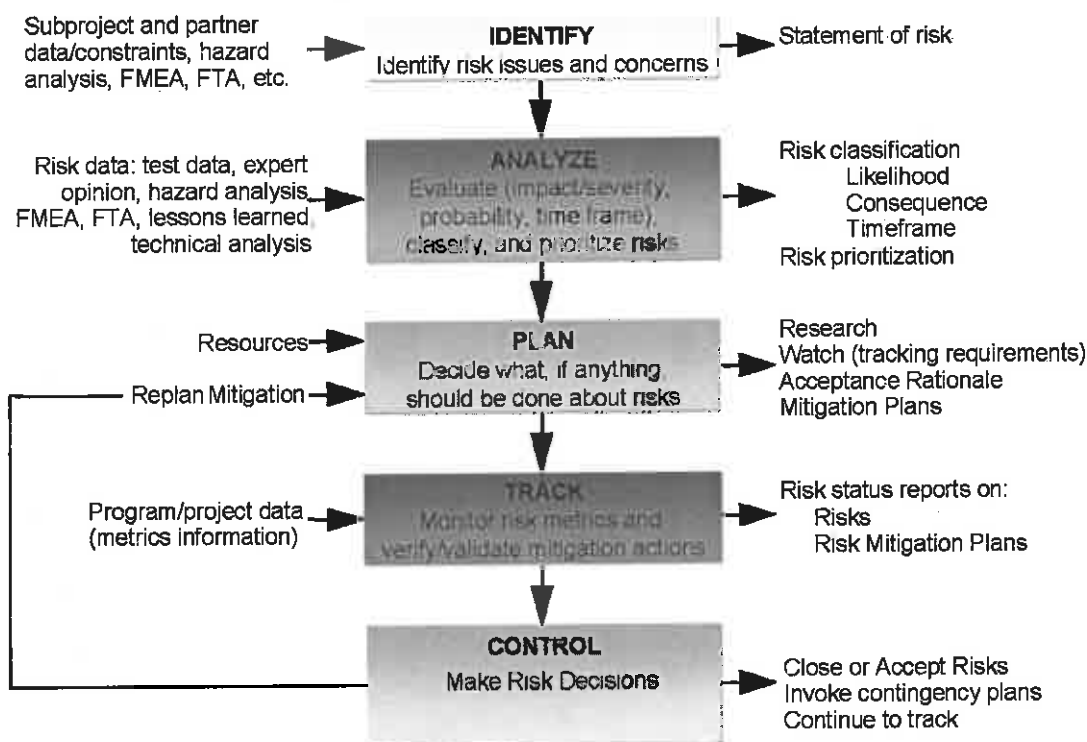 Subproject and partner
data/constraints, hazard
analysis, FMEA, FTA, etc.
IDENTIFY
Identify risk issues and concerns
Statement of risk
Risk data: test data, expert
opinion, hazard analysis
FMEA, FTA, lessons learned,
technical analysis
ANALYZE
Evaluate (impact/severity,
probability, time frame),
classify, and prioritize risks
Risk classification
Likelihood
Consequence
Timeframe
Risk prioritization
Resources
Replan Mitigation
PLAN
Decide what, if anything
should be done about risks
Research
Watch (tracking requirements)
Acceptance Rationale
Mitigation Plans
Program/project data
(metrics information)
TRACK
Monitor risk metrics and
verify/validate mitigation actions
Risk status reports on:
Risks
Risk Mitigation Plans
CONTROL
Make Risk Decisions
Close or Accept Risks
Invoke contingency plans
Continue to track